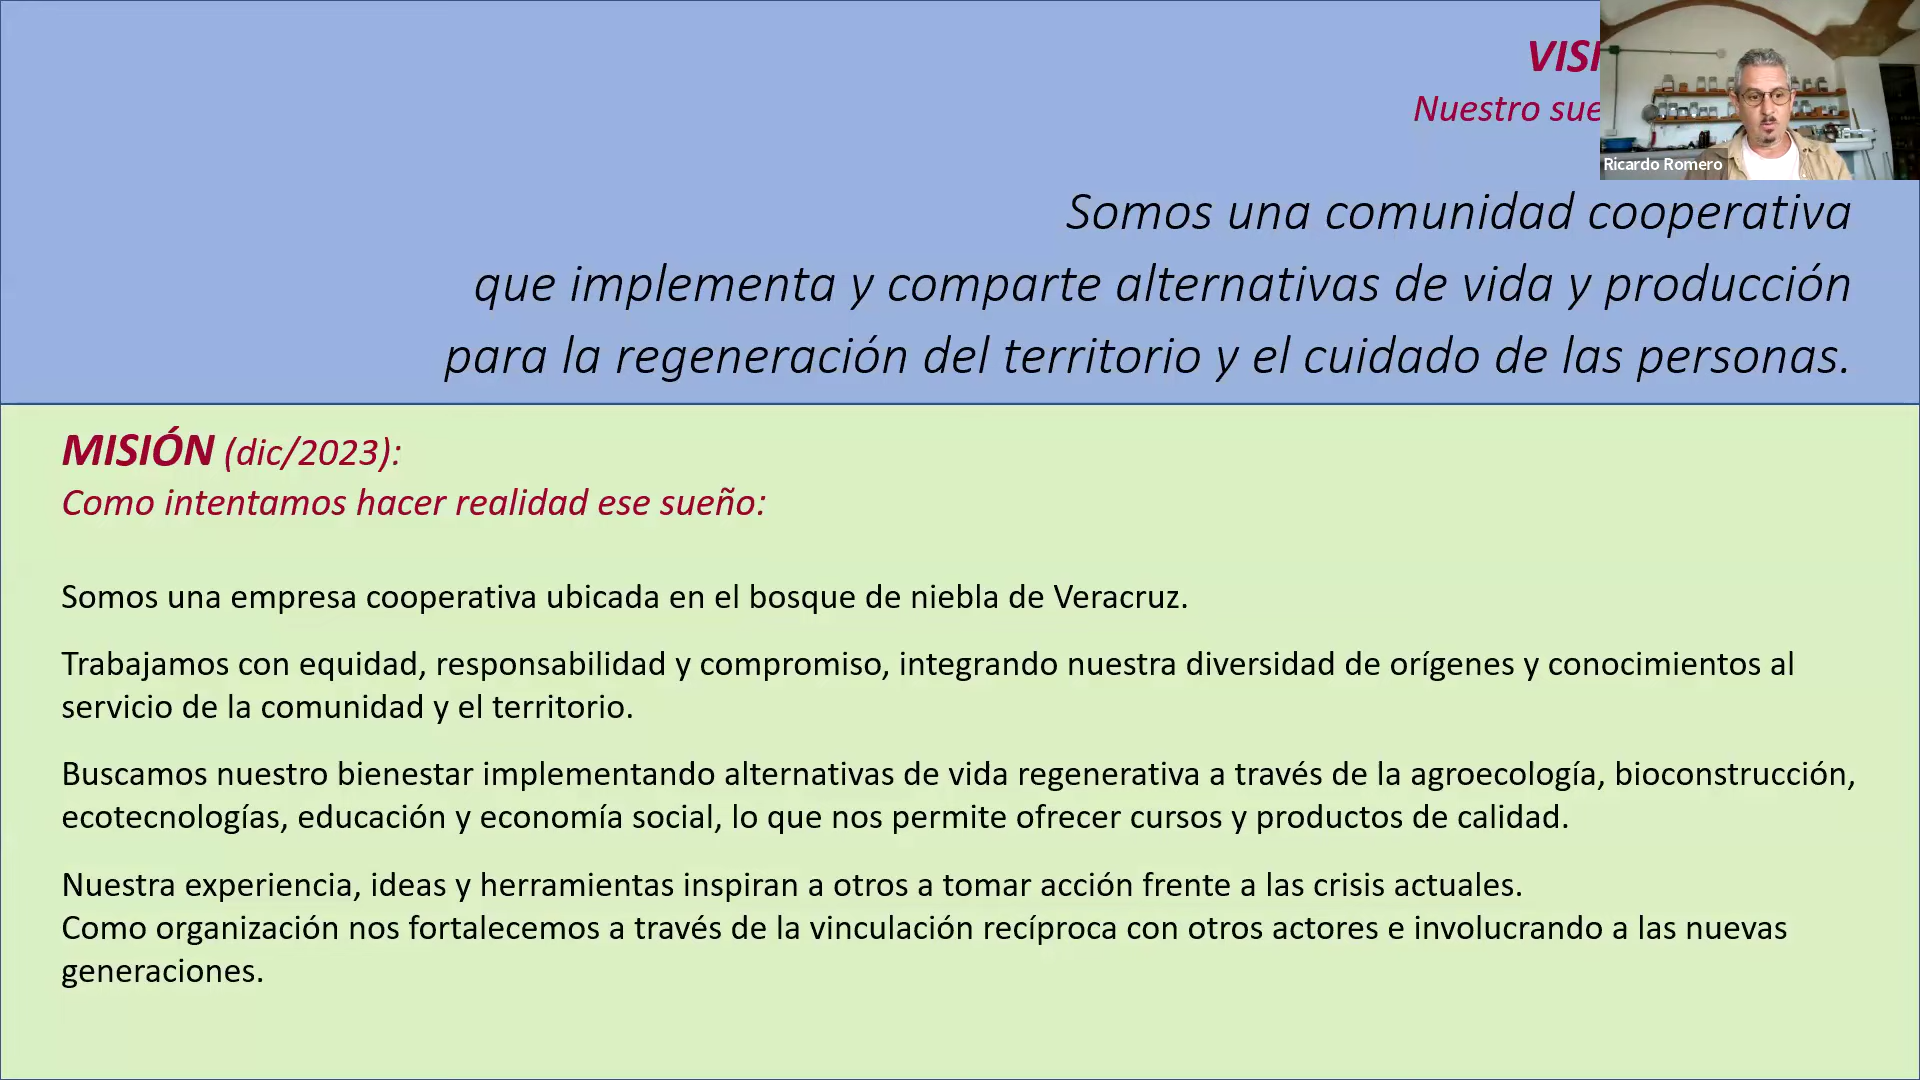 Nuestro
Ricardo Romero
Somos una comunidad cooperativa
que implementa y comparte alternativas de vida y producción
para la regeneración del territorio y el cuidado de las personas.
MISIÓN (dic/2023):
Como intentamos hacer realidad ese sueño:
Somos una empresa cooperativa ubicada en el bosque de niebla de Veracruz.
Trabajamos con equidad, responsabilidad y compromiso, integrando nuestra diversidad de orígenes y conocimientos al
servicio de la comunidad y el territorio.
Buscamos nuestro bienestar implementando alternativas de vida regenerativa a través de la agroecología, bioconstrucción,
ecotecnologías, educación y economía social, lo que nos permite ofrecer cursos y productos de calidad.
Nuestra experiencia, ideas y herramientas inspiran a otros a tomar acción frente a las crisis actuales.
Como organización nos fortalecemos a través de la vinculación recíproca con otros actores e involucrando a las nuevas
generaciones.